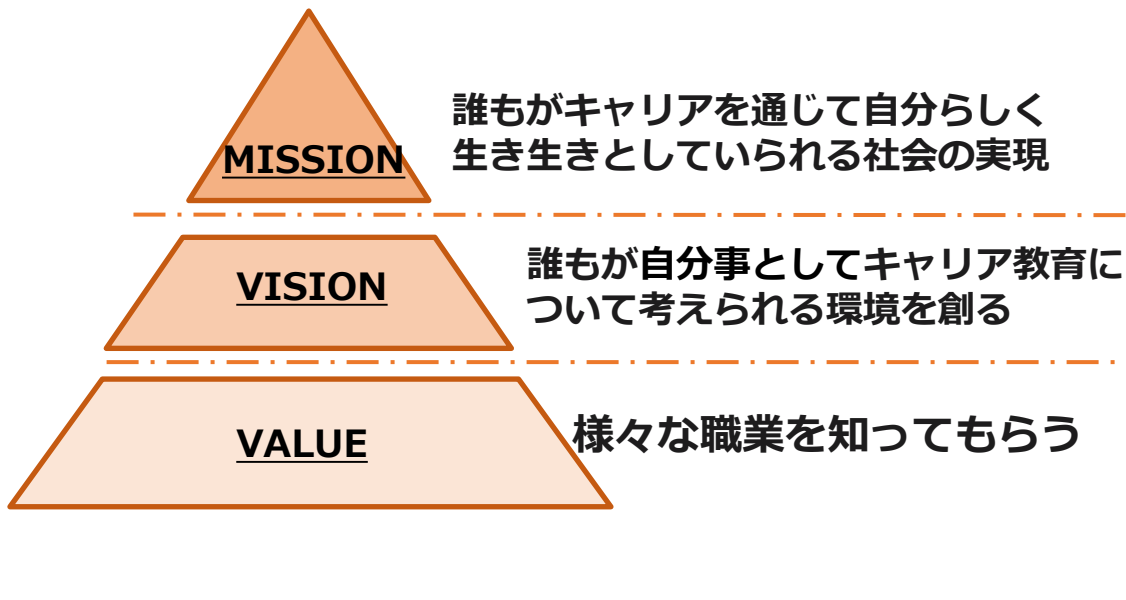 MISSION
誰もがキャリアを通じて自分らしく
生き生きとしていられる社会の実現
VISION
誰もが自分事としてキャリア教育に
ついて考えられる環境を創る
VALUE
様々な職業を知ってもらう